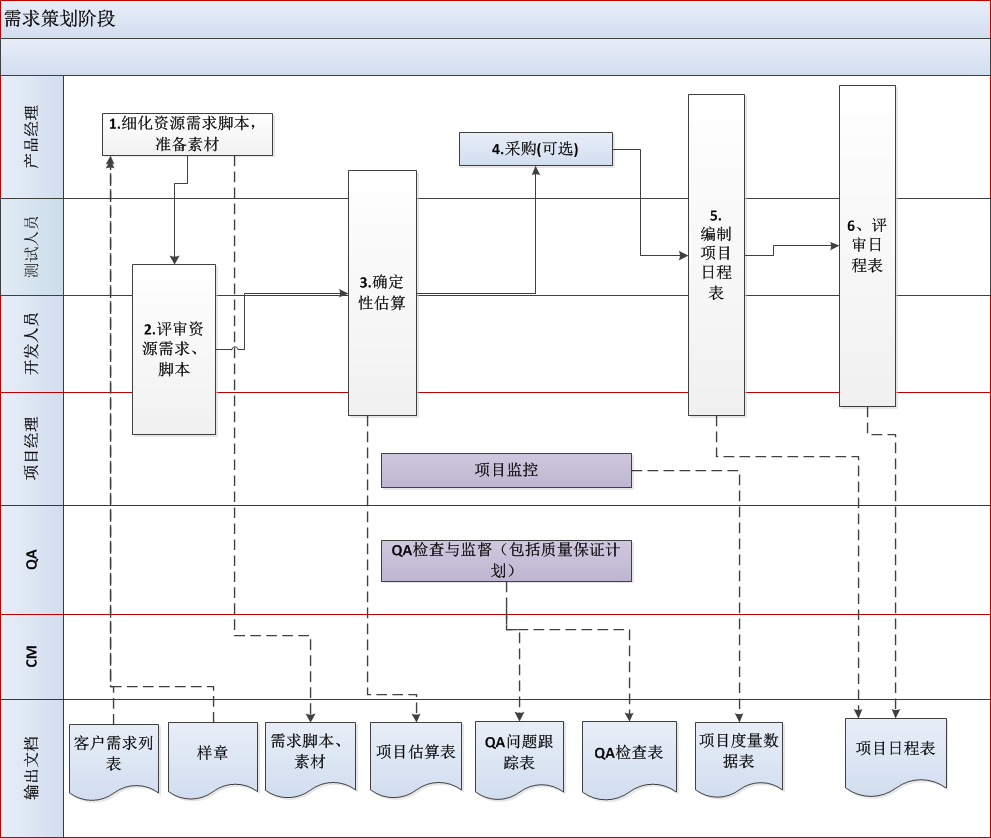 需求策划阶段
产品经理
1.细化资源需求脚本，
准备素材
4.采购(可选)
测试人员
5.
编制
项目
日程
表
6、评
审日
程表
3.确定
性估算
开发人员
2.评审资
源需求、
脚本
项目经理
项目监控
QA
QA检查与监督（包括质量保证计
划）
CM
输出文档
客户需求列
表
样章
需求脚本、
素材
项目估算表
QA问题跟
踪表
QA检查表
项目度量数
据表
项目日程表